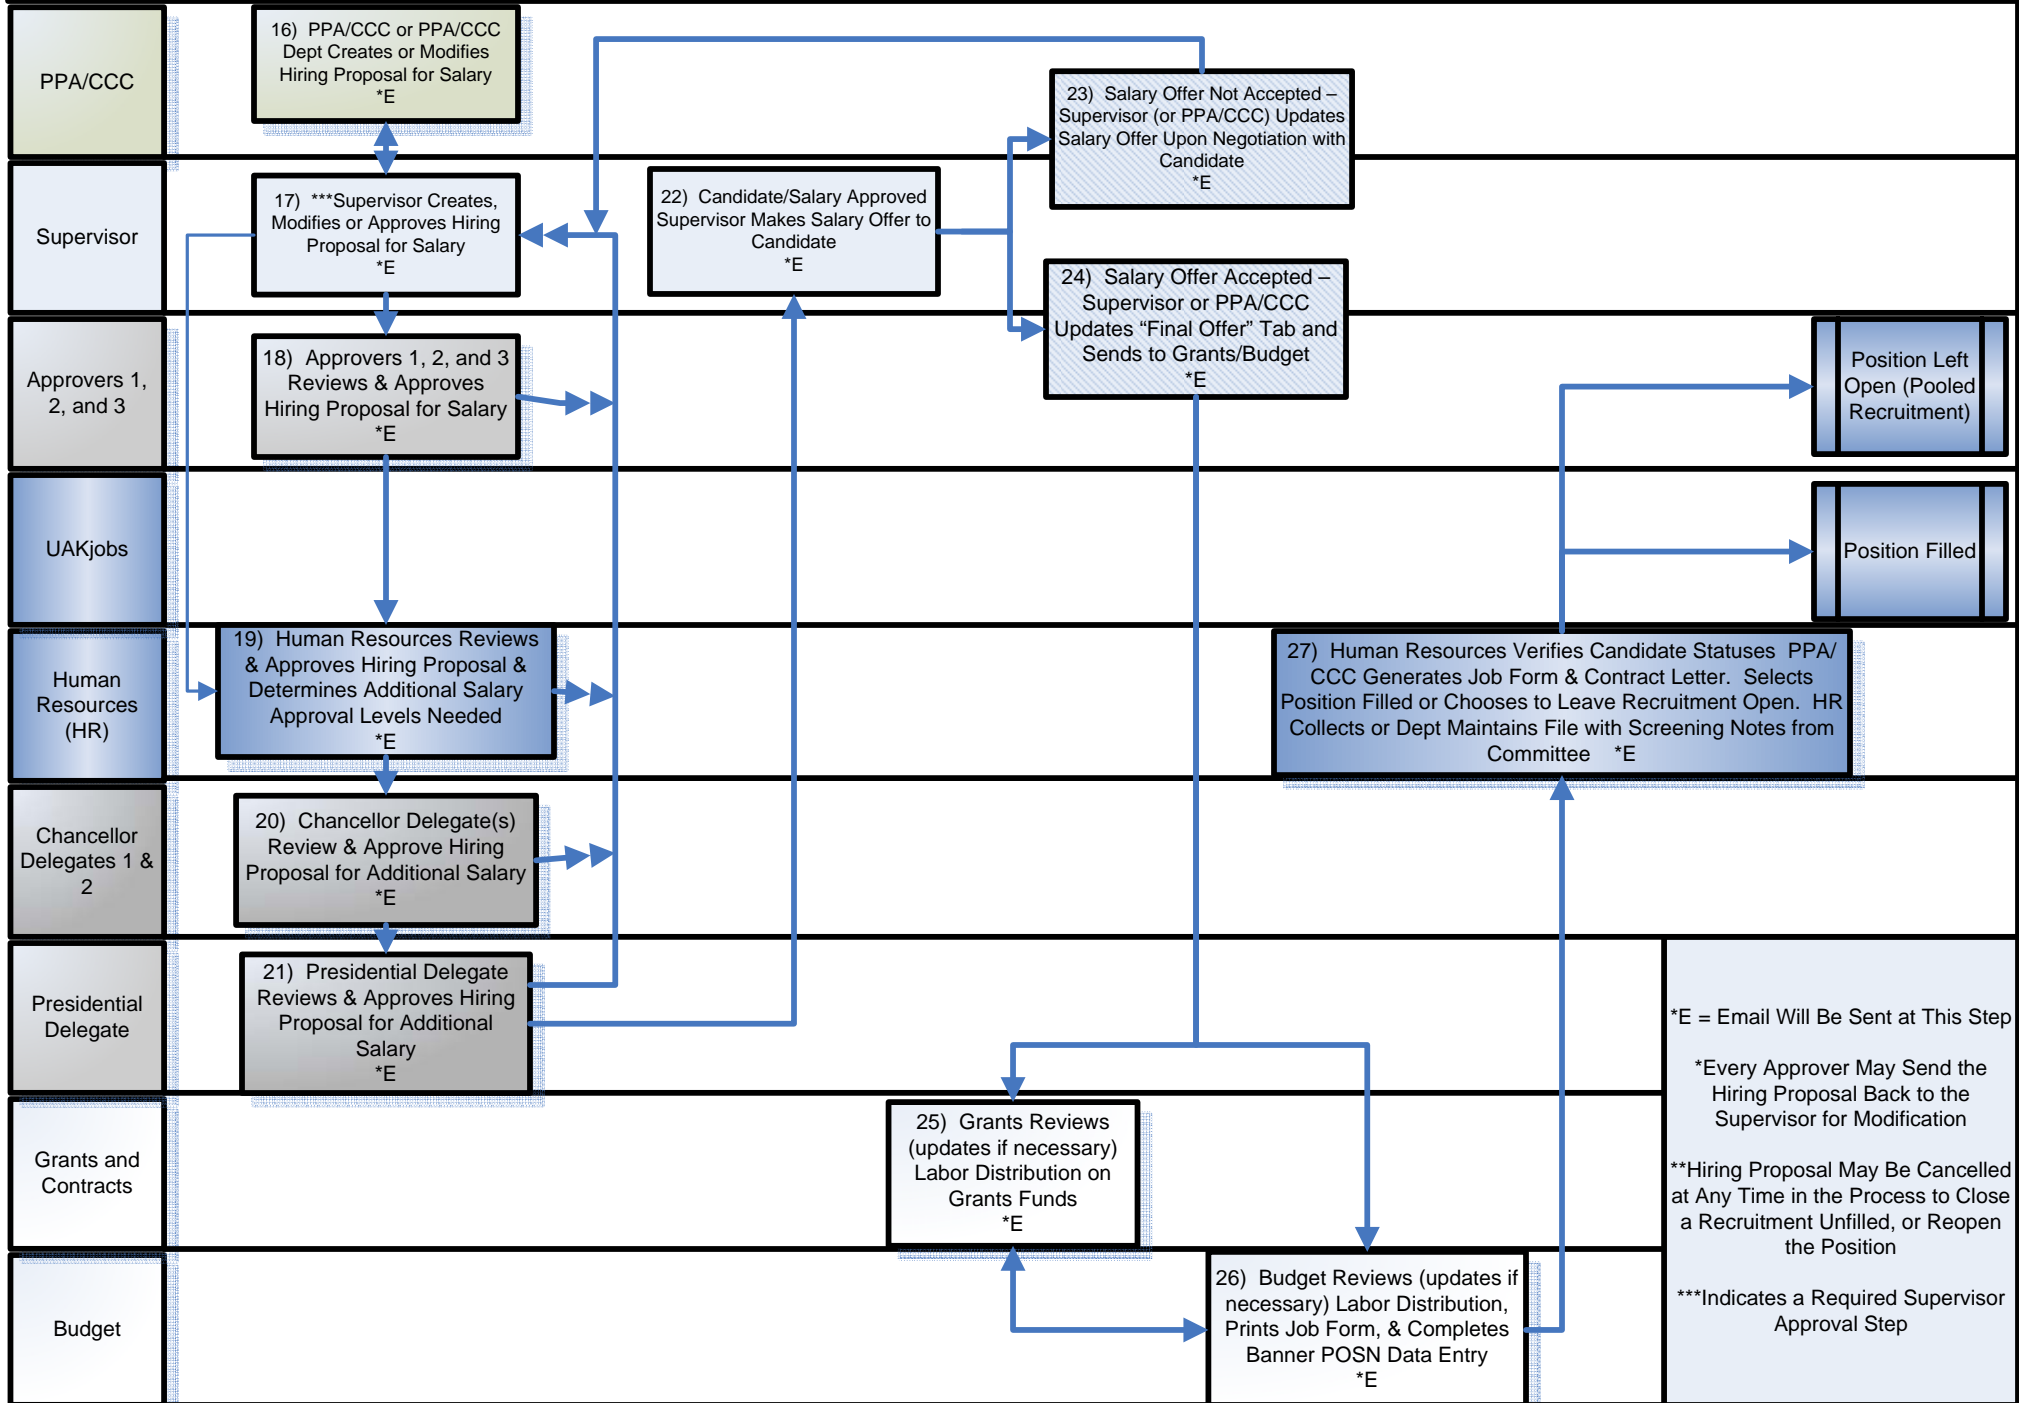 PPA/CCC
16)  PPA/CCC or PPA/CCC
Dept Creates or Modifies
Hiring Proposal for Salary
*E
23)  Salary Offer Not Accepted –
Supervisor (or PPA/CCC) Updates
Salary Offer Upon Negotiation with
Candidate
*E
Supervisor
17)  ***Supervisor Creates,
Modifies or Approves Hiring
Proposal for Salary
*E
22)  Candidate/Salary Approved
Supervisor Makes Salary Offer to
Candidate
*E
24)  Salary Offer Accepted –
Supervisor or PPA/CCC
Updates “Final Offer” Tab and
Sends to Grants/Budget
*E
Approvers 1,
2, and 3
18)  Approvers 1, 2, and 3
Reviews & Approves
Hiring Proposal for Salary
*E
Position Left
Open (Pooled
Recruitment)
UAKjobs
Position Filled
Human
Resources
(HR)
19)  Human Resources Reviews
& Approves Hiring Proposal &
Determines Additional Salary
Approval Levels Needed
*E
27)  Human Resources Verifies Candidate Statuses  PPA/
CCC Generates Job Form & Contract Letter.  Selects
Position Filled or Chooses to Leave Recruitment Open.  HR
Collects or Dept Maintains File with Screening Notes from
Committee    *E
Chancellor
Delegates 1 &
2
20)  Chancellor Delegate(s)
Review & Approve Hiring
Proposal for Additional Salary
*E
Presidential
Delegate
21)  Presidential Delegate
Reviews & Approves Hiring
Proposal for Additional
Salary
*E
Grants and
Contracts
25)  Grants Reviews
(updates if necessary)
Labor Distribution on
Grants Funds
*E
Budget
26)  Budget Reviews (updates if
necessary) Labor Distribution,
Prints Job Form, & Completes
Banner POSN Data Entry
*E
*E = Email Will Be Sent at This Step
*Every Approver May Send the
Hiring Proposal Back to the
Supervisor for Modification
**Hiring Proposal May Be Cancelled
at Any Time in the Process to Close
a Recruitment Unfilled, or Reopen
the Position
***Indicates a Required Supervisor
Approval Step